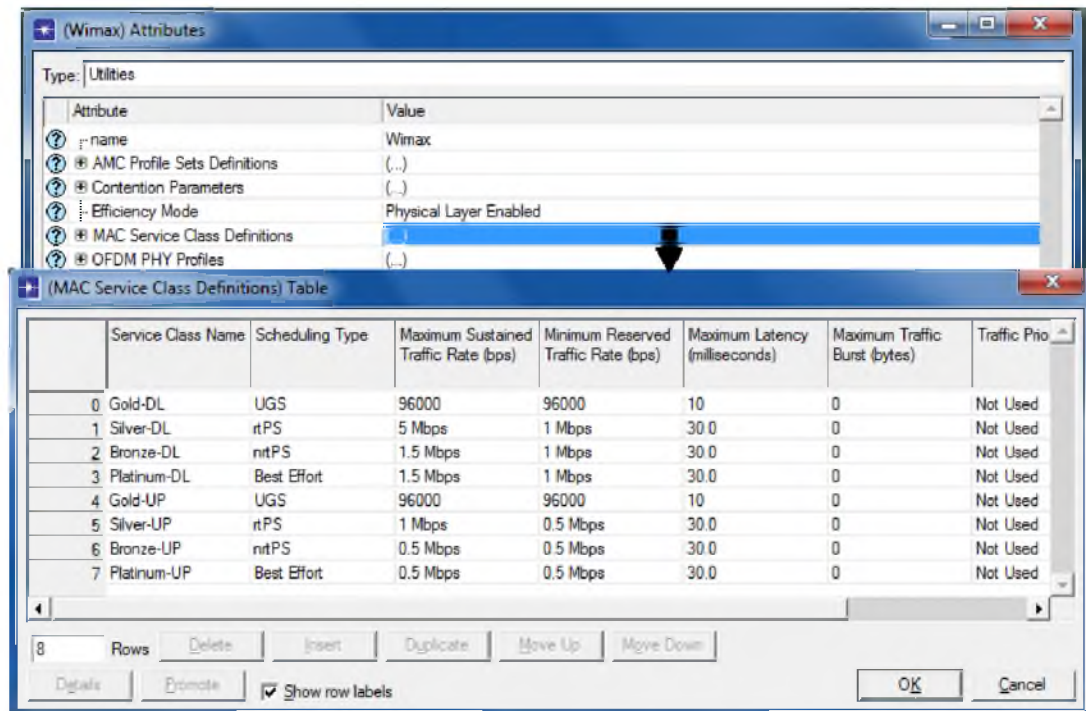 (Wimax) Attributes
Type: Utilities
Attribute Value
name Wimax
AMC Profile Sets Definitions (...)
Contention Parameters (...)
Efficiency Mode Physical Layer Enabled
MAC Service Class Definitions (...)
OFDM PHY Profiles (...)
(MAC Service Class Definitions) Table
Service Class Name Scheduling Type Maximum Sustained Traffic Rate (bps) Minimum Reserved Traffic Rate (bps) Maximum Latency (milliseconds) Maximum Traffic Burst (bytes) Traffic Prio
0 Gold-DL UGS 96000 96000 10 0 Not Used
1 Silver-DL rtPS 5 Mbps 1 Mbps 30.0 0 Not Used
2 Bronze-DL nrtPS 1.5 Mbps 1 Mbps 30.0 0 Not Used
3 Platinum-DL Best Effort 1.5 Mbps 1 Mbps 30.0 0 Not Used
4 Gold-UP UGS 96000 96000 10 0 Not Used
5 Silver-UP rtPS 1 Mbps 0.5 Mbps 30.0 0 Not Used
6 Bronze-UP nrtPS 0.5 Mbps 0.5 Mbps 30.0 0 Not Used
7 Platinum-UP Best Effort 0.5 Mbps 0.5 Mbps 30.0 0 Not Used
8 Rows Delete Insert Duplicate Move Up Move Down
Details Promote Show row labels OK Cancel